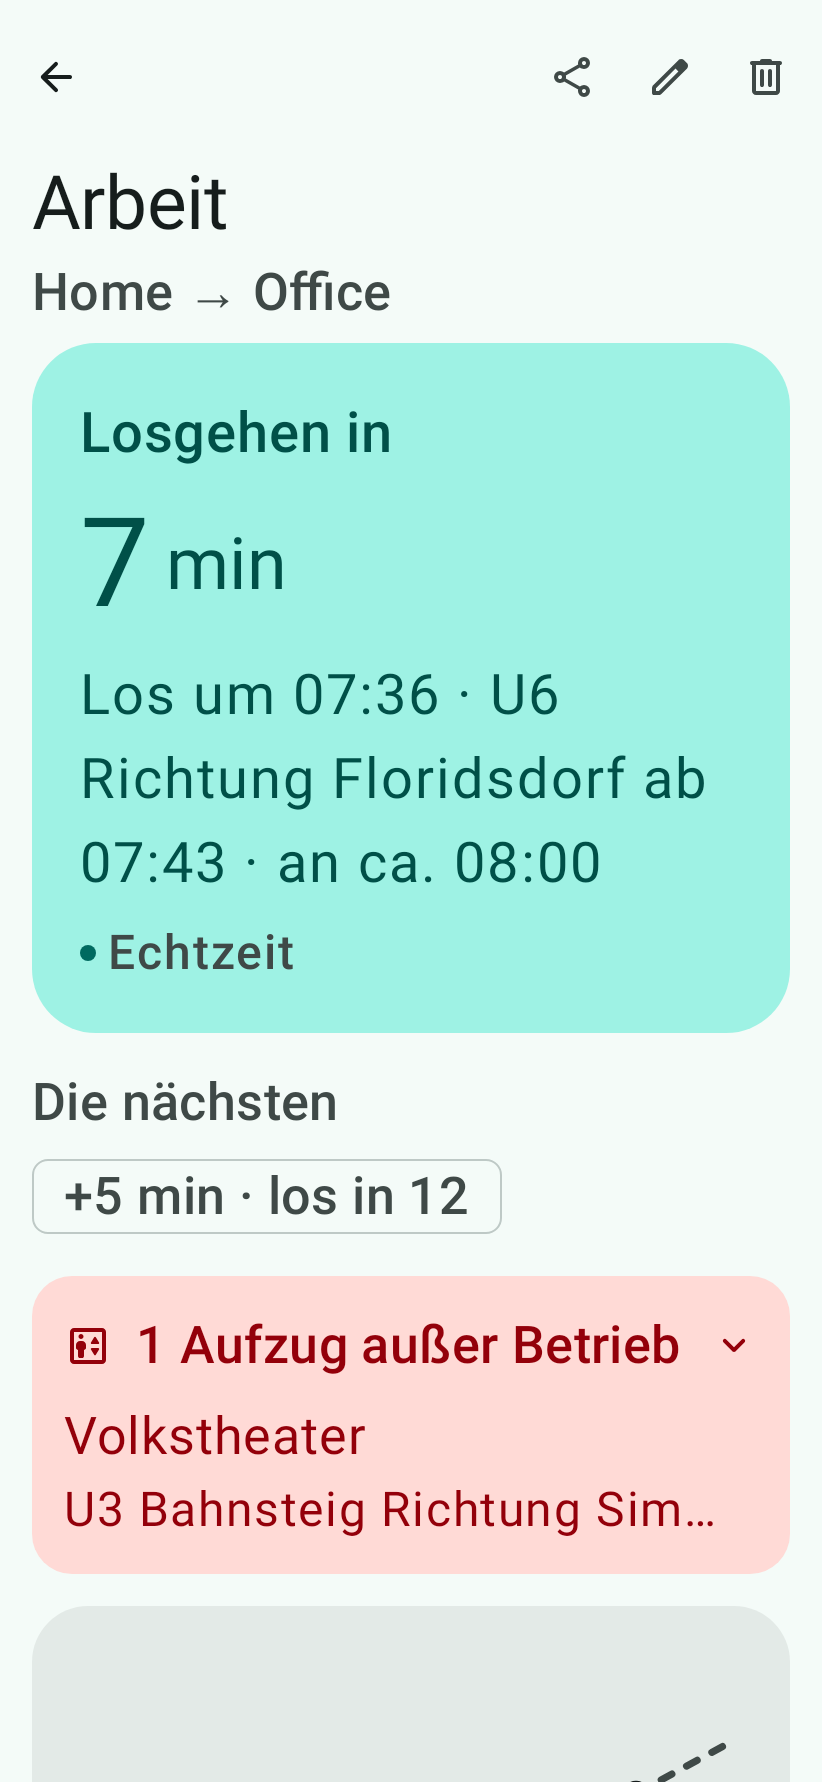 Arbeit
Home → Office
Losgehen in
7 min
Los um 07:36 · U6
Richtung Floridsdorf ab
07:43 · an ca. 08:00
Echtzeit
Die nächsten
+5 min · los in 12
1 Aufzug außer Betrieb
Volkstheater
U3 Bahnsteig Richtung Sim…